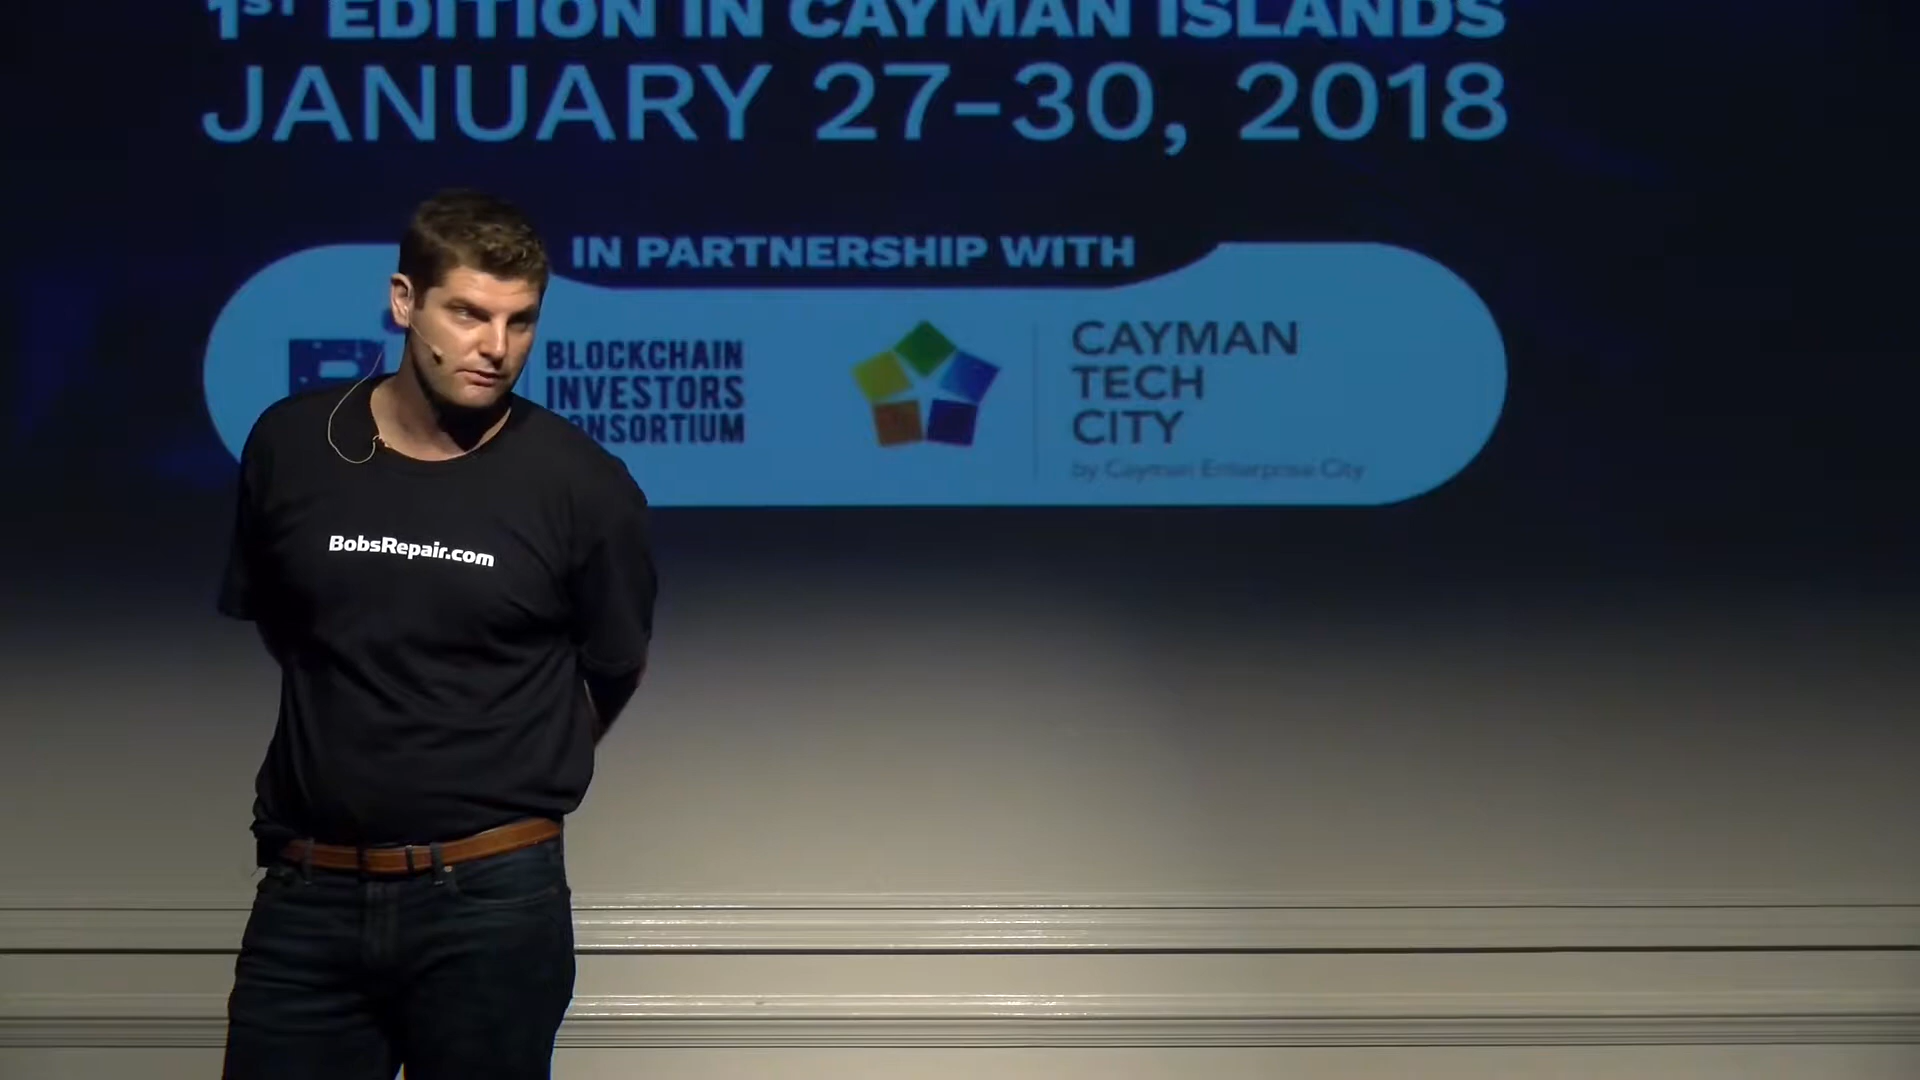 1ST EDITION IN CAYMAN ISLANDS
JANUARY 27-30, 2018
IN PARTNERSHIP WITH
BLOCKCHAIN
INVESTORS
CONSORTIUM
CAYMAN
TECH
CITY
by Cayman Enterprise City
BobsRepair.com